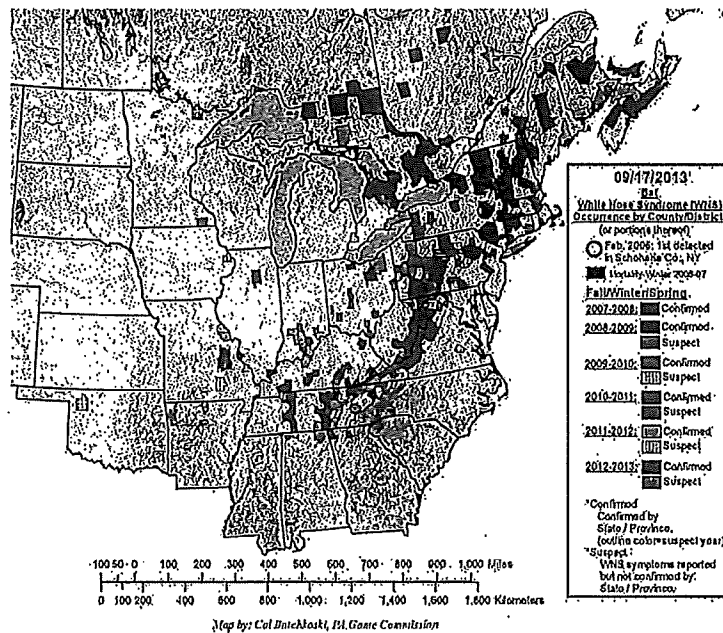 09/17/2013
Bat
White Nose Syndrome (WNS)
Occurrence by County/District
(or portions thereof)
Feb. 2006: 1st detected
in Schoharie Co., NY
Mortality Winter 2006-07
Fall/Winter/Spring
2007-2008: Confirmed
2008-2009: Confirmed
Suspect
2009-2010: Confirmed
Suspect
2010-2011: Confirmed
Suspect
2011-2012: Confirmed
Suspect
2012-2013: Confirmed
Suspect
*Confirmed
Confirmed by
State / Province.
(outline color=suspect year)
*Suspect:
WNS symptoms reported
but not confirmed by:
State / Province.
100 50 0 100 200 300 400 500 600 700 800 900 1,000 Miles
0 100 200 400 600 800 1,000 1,200 1,400 1,600 1,800 Kilometers
Map by: Cal Butchkoski, PA Game Commission